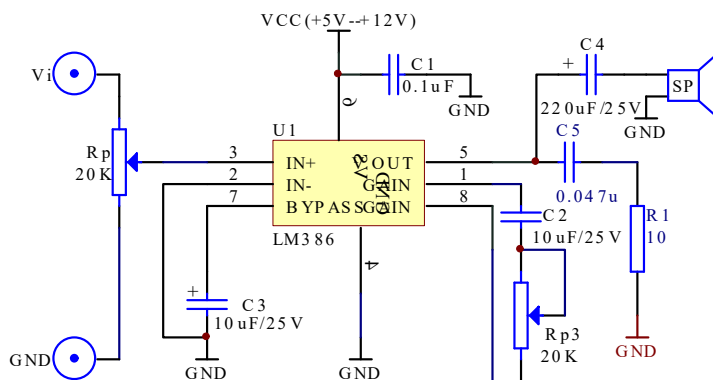 VCC(+5V--+12V)
C1
0.1uF
GND
C4
+
220uF/25V
SP
GND
Vi
6
U1
Rp
20K
3
IN+
VS
OUT
5
C5
0.047u
2
IN-
GND
GAIN
1
7
BYPASS
GAIN
8
LM386
C2
10uF/25V
R1
10
4
+
C3
10uF/25V
Rp3
20K
GND
GND
GND
GND